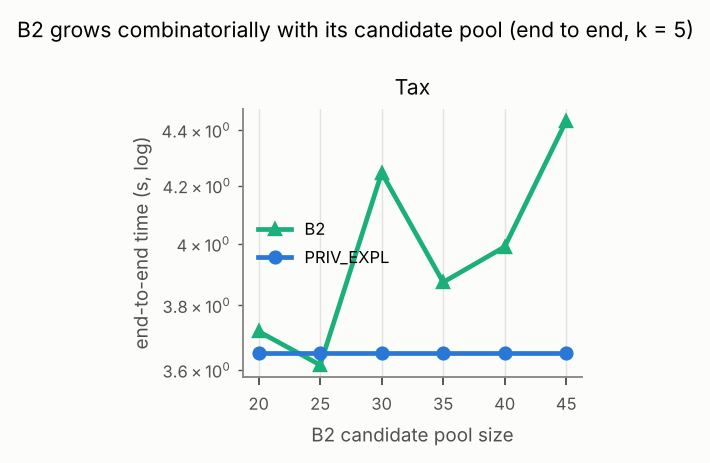 B2 grows combinatorially with its candidate pool (end to end, k = 5)
Tax
end-to-end time (s, log)
4.4 × 10⁰
4.2 × 10⁰
4 × 10⁰
3.8 × 10⁰
3.6 × 10⁰
B2
PRIV_EXPL
20 25 30 35 40 45
B2 candidate pool size